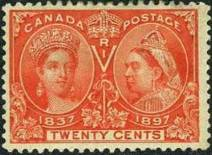 CANADA POSTAGE
V R I
1837 1897
TWENTY CENTS